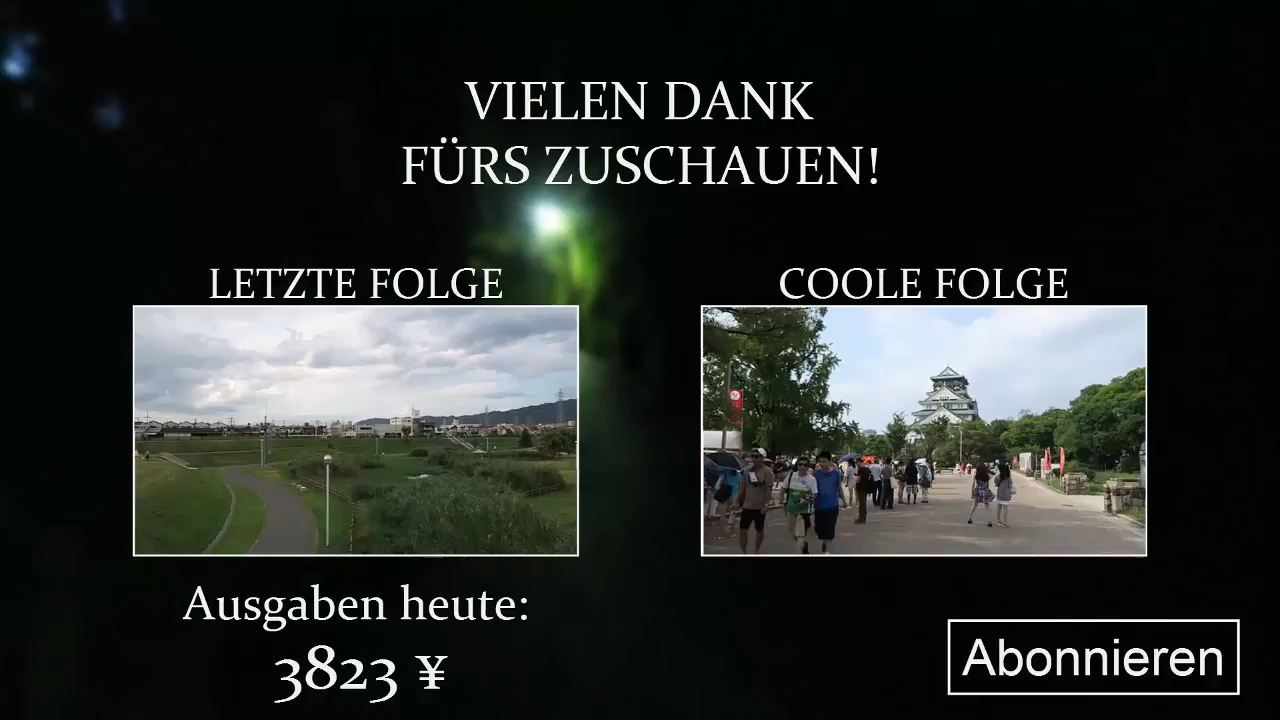 VIELEN DANK
FÜRS ZUSCHAUEN!
LETZTE FOLGE
COOLE FOLGE
Ausgaben heute:
3823 ¥
Abonnieren